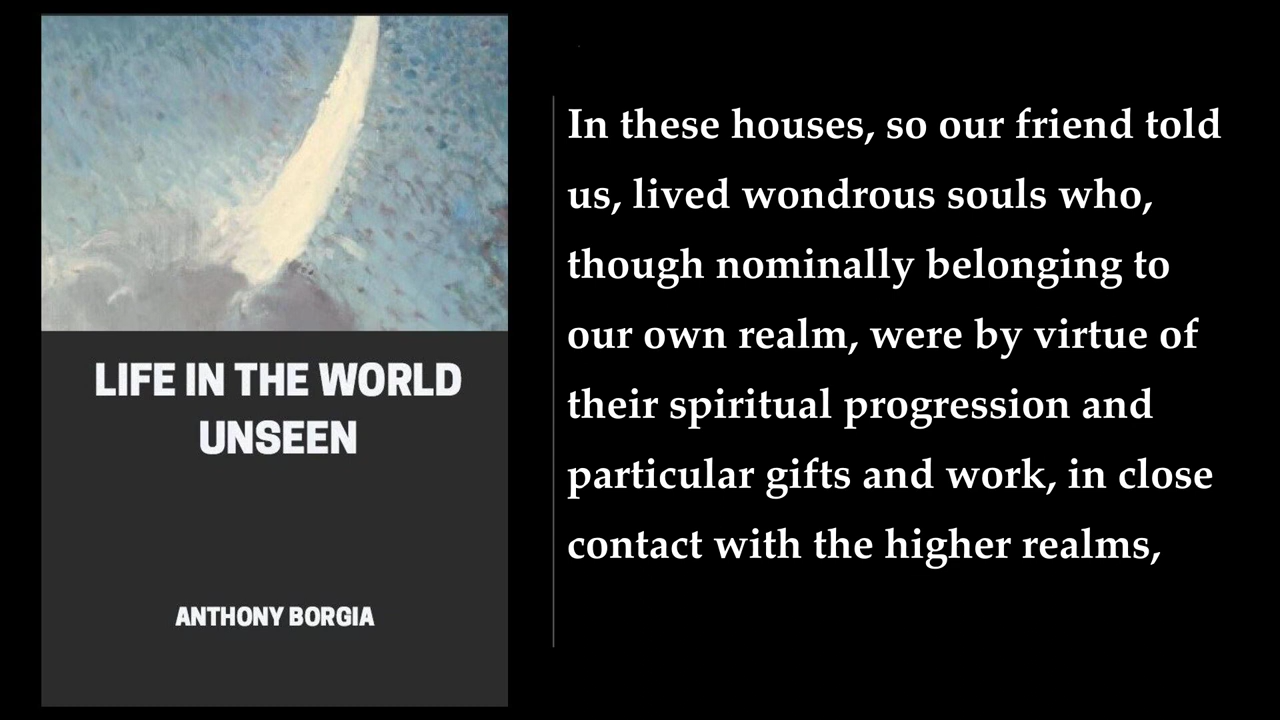 LIFE IN THE WORLD
UNSEEN
ANTHONY BORGIA
In these houses, so our friend told
us, lived wondrous souls who,
though nominally belonging to
our own realm, were by virtue of
their spiritual progression and
particular gifts and work, in close
contact with the higher realms,